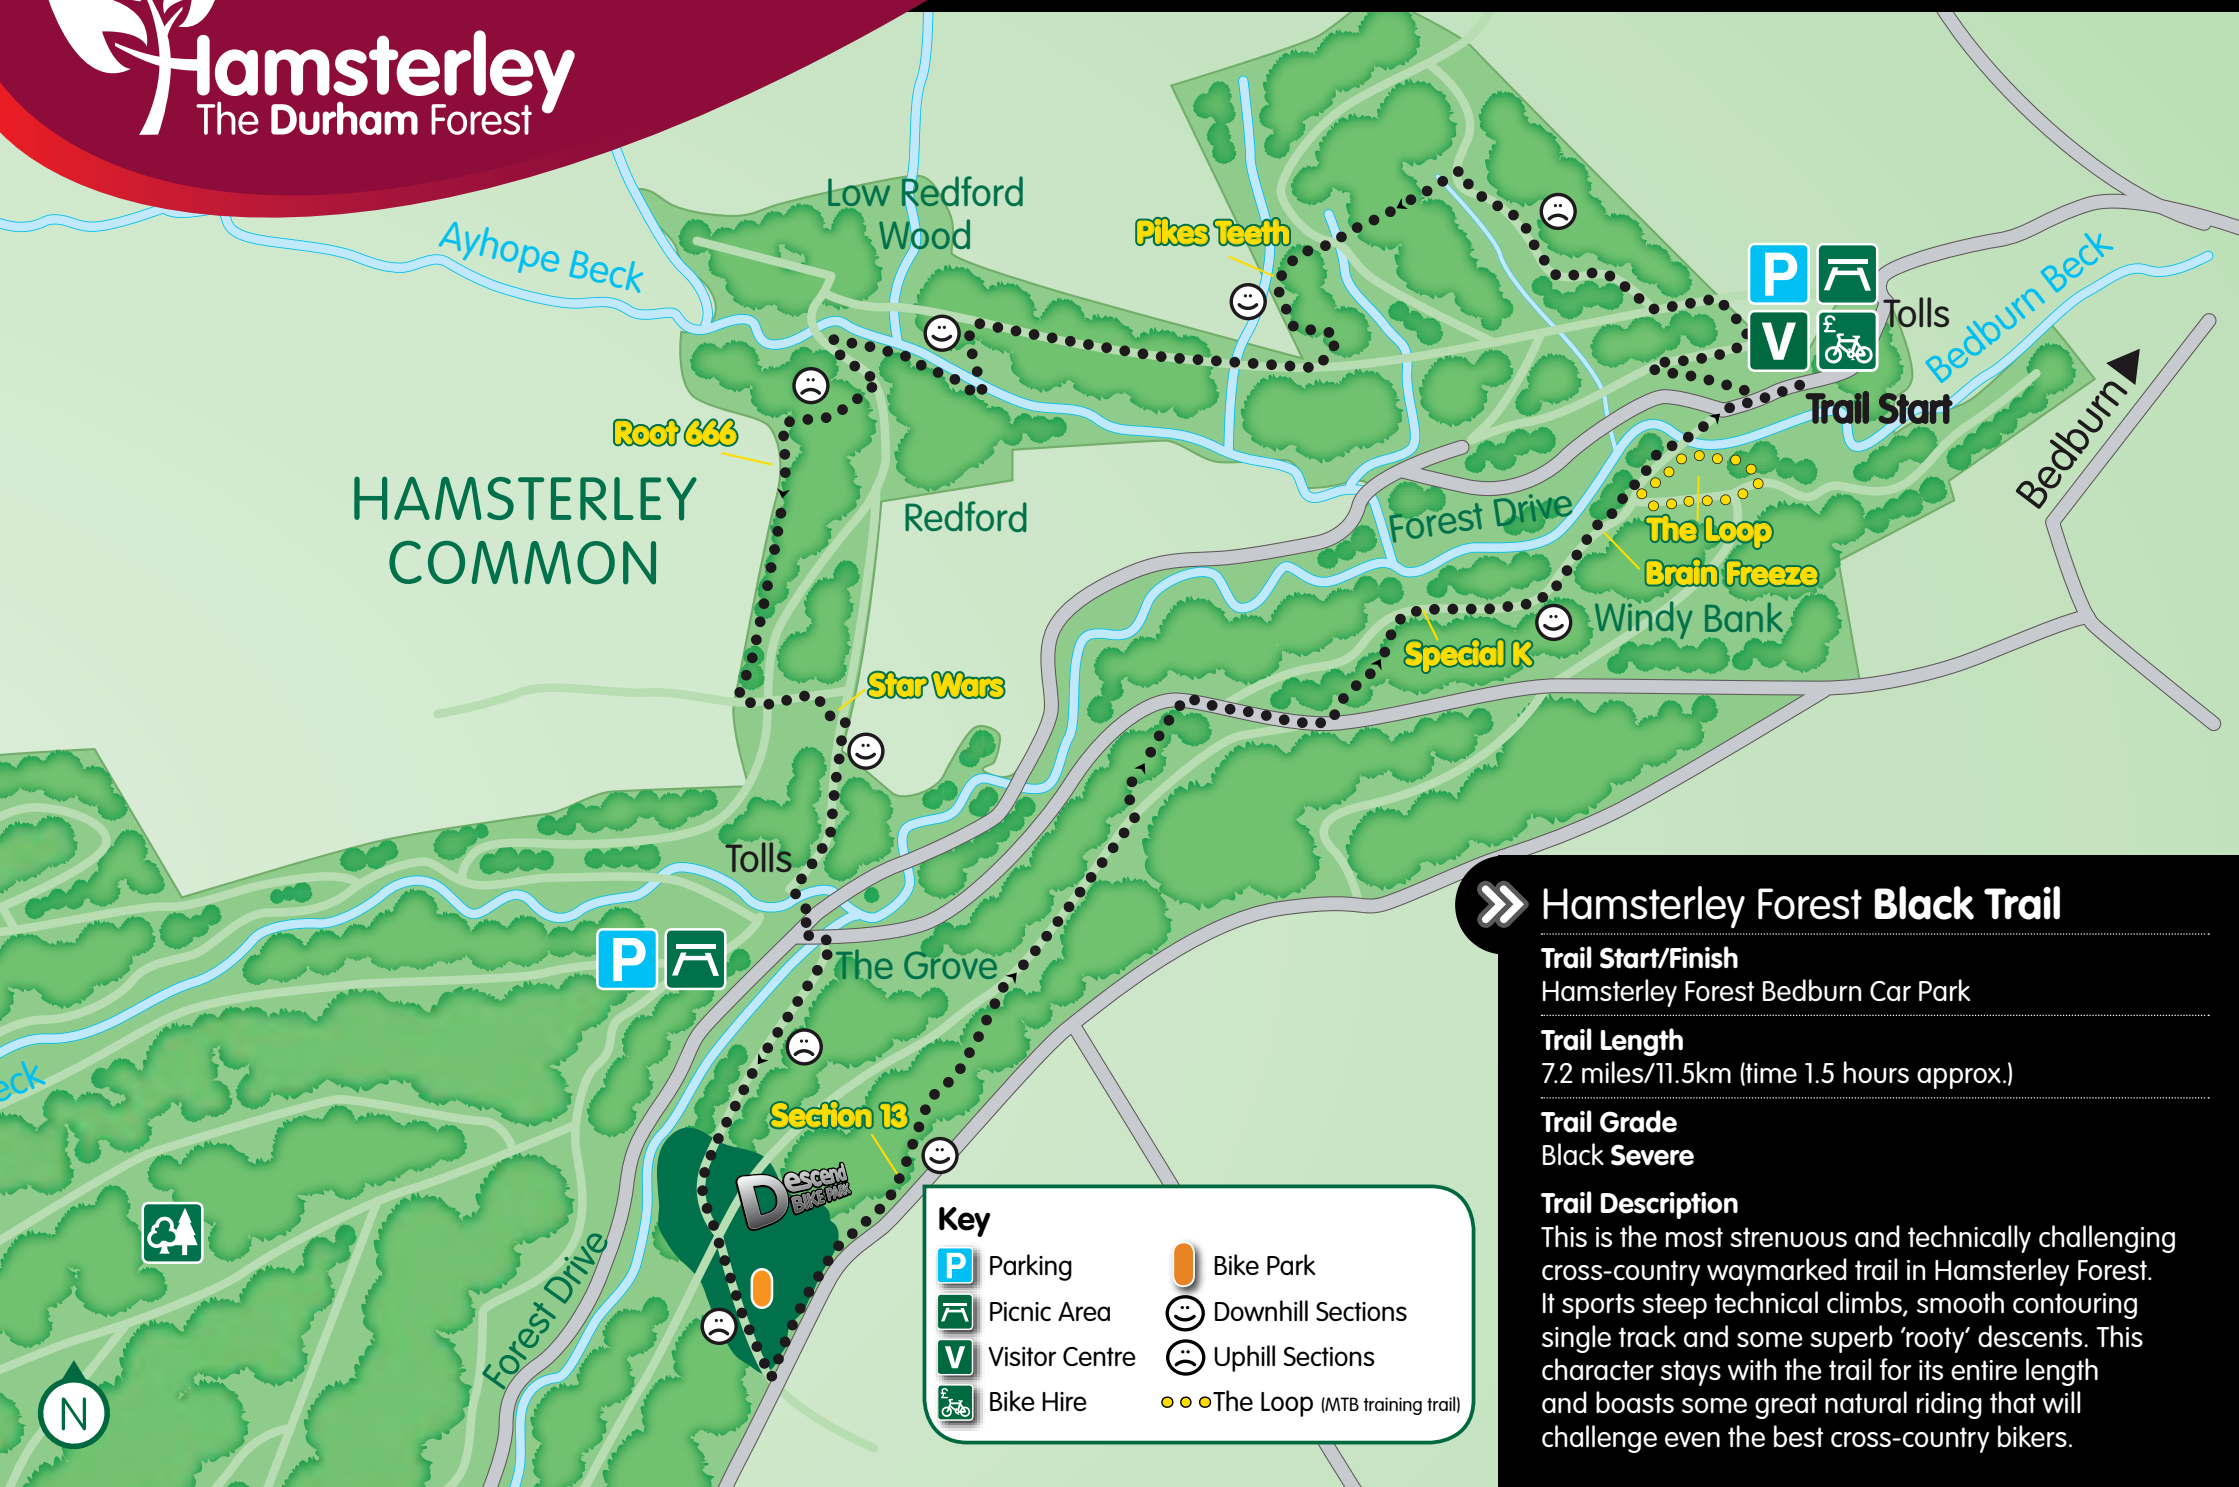 Hamsterley
The Durham Forest
Ayhope Beck
Low Redford
Wood
Pikes Teeth
P
V
£
Tolls
Bedburn Beck
Trail Start
Bedburn
Root 666
HAMSTERLEY
COMMON
Redford
Forest Drive
The Loop
Brain Freeze
Windy Bank
Special K
Star Wars
Tolls
P
The Grove
eck
Section 13
Descend
BIKE PARK
Forest Drive
N
Key
P Parking
Picnic Area
V Visitor Centre
£ Bike Hire
Bike Park
Downhill Sections
Uphill Sections
The Loop (MTB training trail)
Hamsterley Forest Black Trail
Trail Start/Finish
Hamsterley Forest Bedburn Car Park
Trail Length
7.2 miles/11.5km (time 1.5 hours approx.)
Trail Grade
Black Severe
Trail Description
This is the most strenuous and technically challenging
cross-country waymarked trail in Hamsterley Forest.
It sports steep technical climbs, smooth contouring
single track and some superb ‘rooty’ descents. This
character stays with the trail for its entire length
and boasts some great natural riding that will
challenge even the best cross-country bikers.